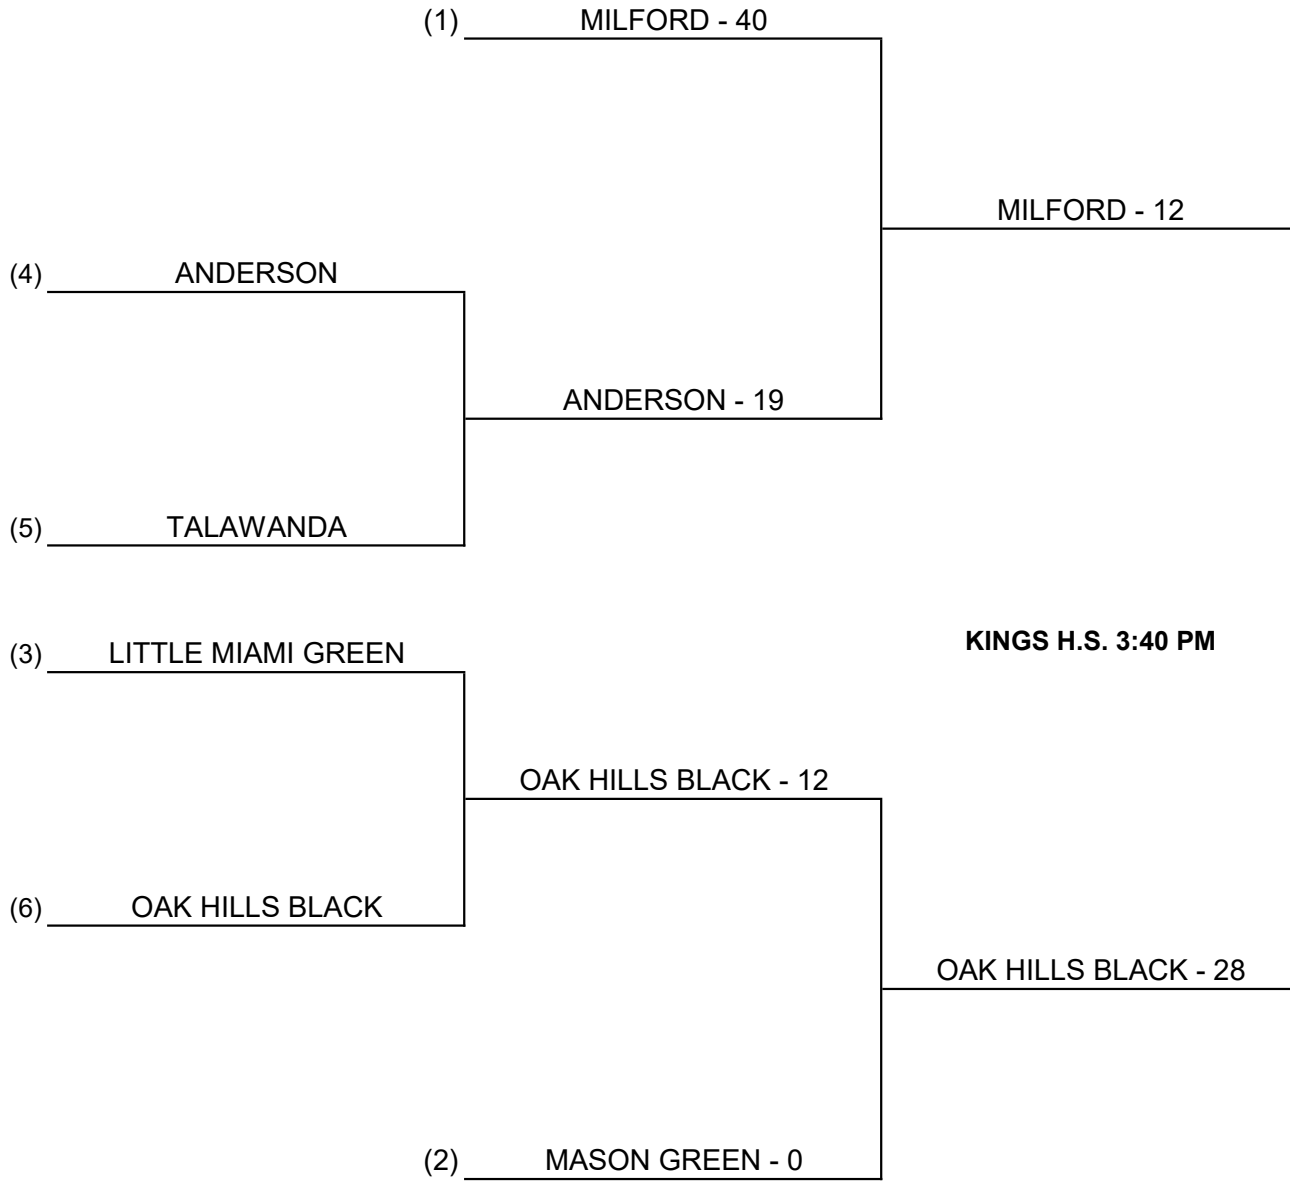 (1) MILFORD - 40
MILFORD - 12
(4) ANDERSON
ANDERSON - 19
(5) TALAWANDA
KINGS H.S. 3:40 PM
(3) LITTLE MIAMI GREEN
OAK HILLS BLACK - 12
(6) OAK HILLS BLACK
OAK HILLS BLACK - 28
(2) MASON GREEN - 0